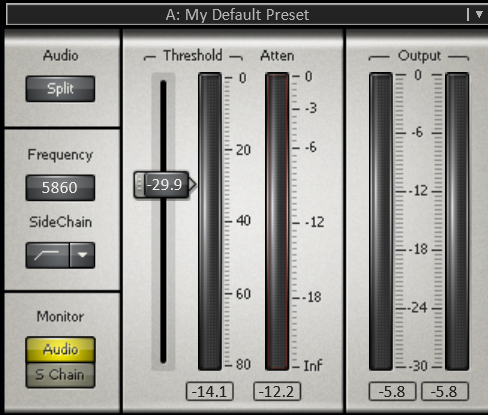 A: My Default Preset
Audio
Split
Frequency
5860
SideChain
Monitor
Audio
S Chain
Threshold
Atten
-29.9
0
20
40
60
80
-14.1
0
-3
-6
-12
-18
Inf
-12.2
Output
0
-6
-12
-18
-24
-30
-5.8
-5.8